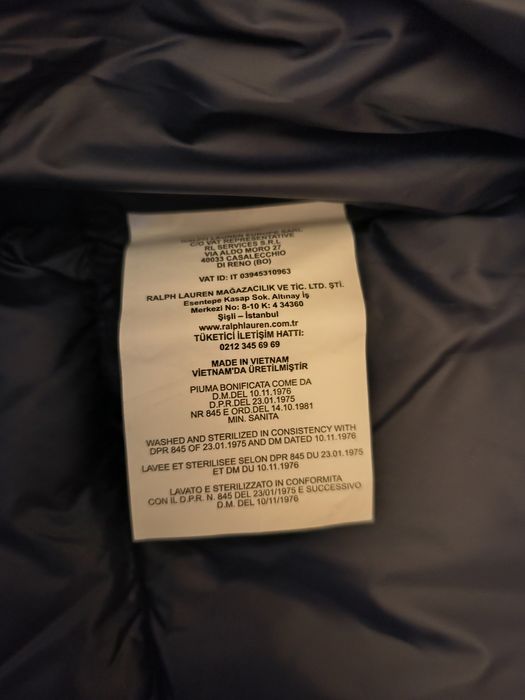 RALPH LAUREN EUROPE SARL
C/O VAT REPRESENTATIVE
RL SERVICES S.R.L
VIA ALDO MORO 27
40033 CASALECCHIO
DI RENO (BO)
VAT ID: IT 03945310963
RALPH LAUREN MAĞAZACILIK VE TİC. LTD. ŞTİ.
Esentepe Kasap Sok. Altınay İş
Merkezi No: 8-10 K: 4 34360
Şişli – İstanbul
www.ralphlauren.com.tr
TÜKETİCİ İLETİŞİM HATTI:
0212 345 69 69
MADE IN VIETNAM
VİETNAM'DA ÜRETİLMİŞTİR
PIUMA BONIFICATA COME DA
D.M.DEL 10.11.1976
D.P.R.DEL 23.01.1975
NR 845 E ORD.DEL 14.10.1981
MIN. SANITA
WASHED AND STERILIZED IN CONSISTENCY WITH
DPR 845 OF 23.01.1975 AND DM DATED 10.11.1976
LAVEE ET STERILISEE SELON DPR 845 DU 23.01.1975
ET DM DU 10.11.1976
LAVATO E STERILIZZATO IN CONFORMITA
CON IL D.P.R. N. 845 DEL 23/01/1975 E SUCCESSIVO
D.M. DEL 10/11/1976